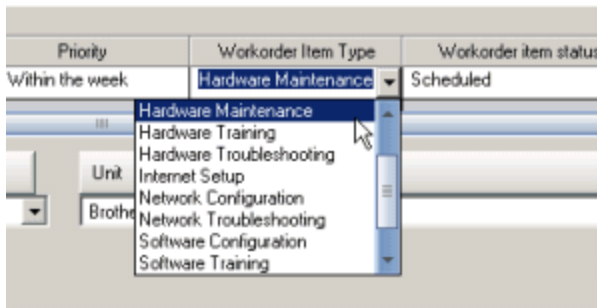 Priority Workorder Item Type Workorder item status
Within the week Hardware Maintenance Scheduled
Hardware Maintenance
Hardware Training
Hardware Troubleshooting
Unit Internet Setup
Network Configuration
Brothe Network Troubleshooting
Software Configuration
Software Training